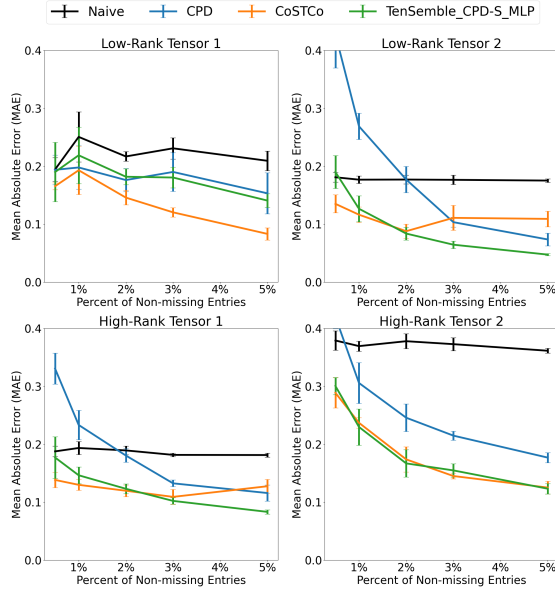 Naive CPD CoSTCo TenSemble_CPD-S_MLP
Low-Rank Tensor 1
Mean Absolute Error (MAE)
0.4
0.3
0.2
0.1
0.0
1% 2% 3% 4% 5%
Percent of Non-missing Entries
Low-Rank Tensor 2
Mean Absolute Error (MAE)
0.4
0.3
0.2
0.1
0.0
1% 2% 3% 4% 5%
Percent of Non-missing Entries
High-Rank Tensor 1
Mean Absolute Error (MAE)
0.4
0.3
0.2
0.1
0.0
1% 2% 3% 4% 5%
Percent of Non-missing Entries
High-Rank Tensor 2
Mean Absolute Error (MAE)
0.4
0.3
0.2
0.1
0.0
1% 2% 3% 4% 5%
Percent of Non-missing Entries